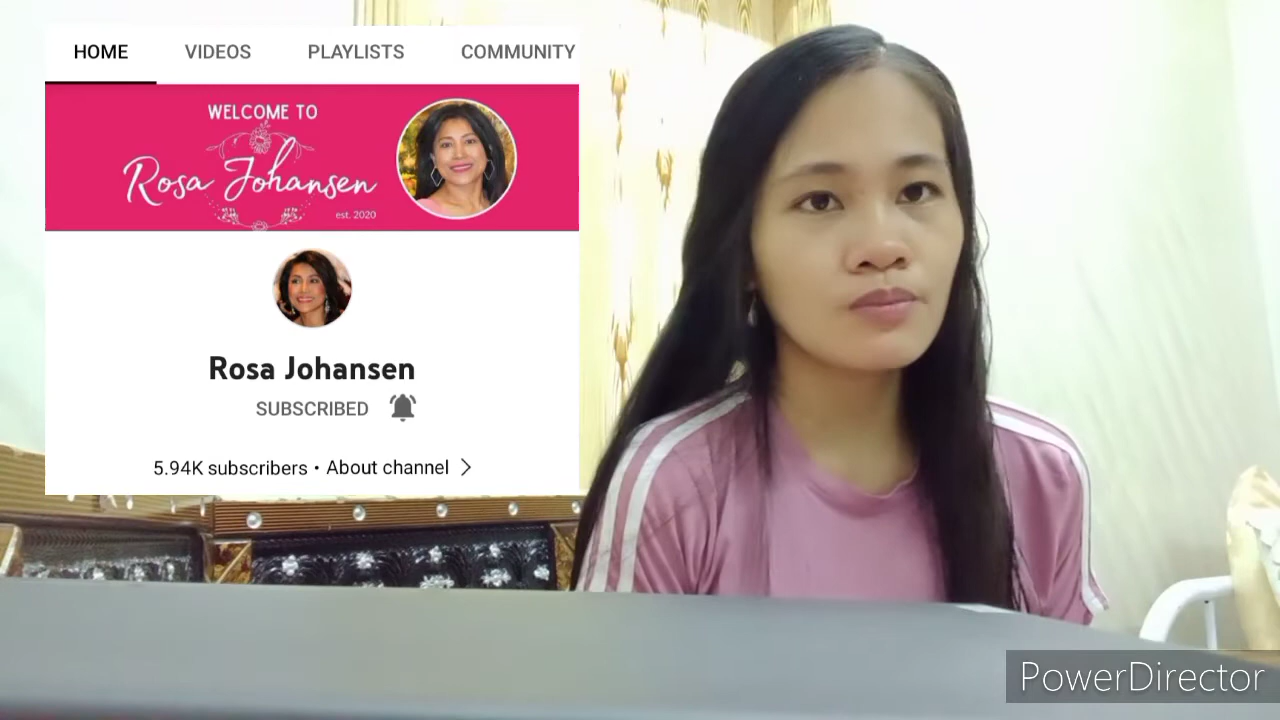 HOME VIDEOS PLAYLISTS COMMUNITY
WELCOME TO
Rosa Johansen
est. 2020
Rosa Johansen
SUBSCRIBED
5.94K subscribers • About channel >
PowerDirector